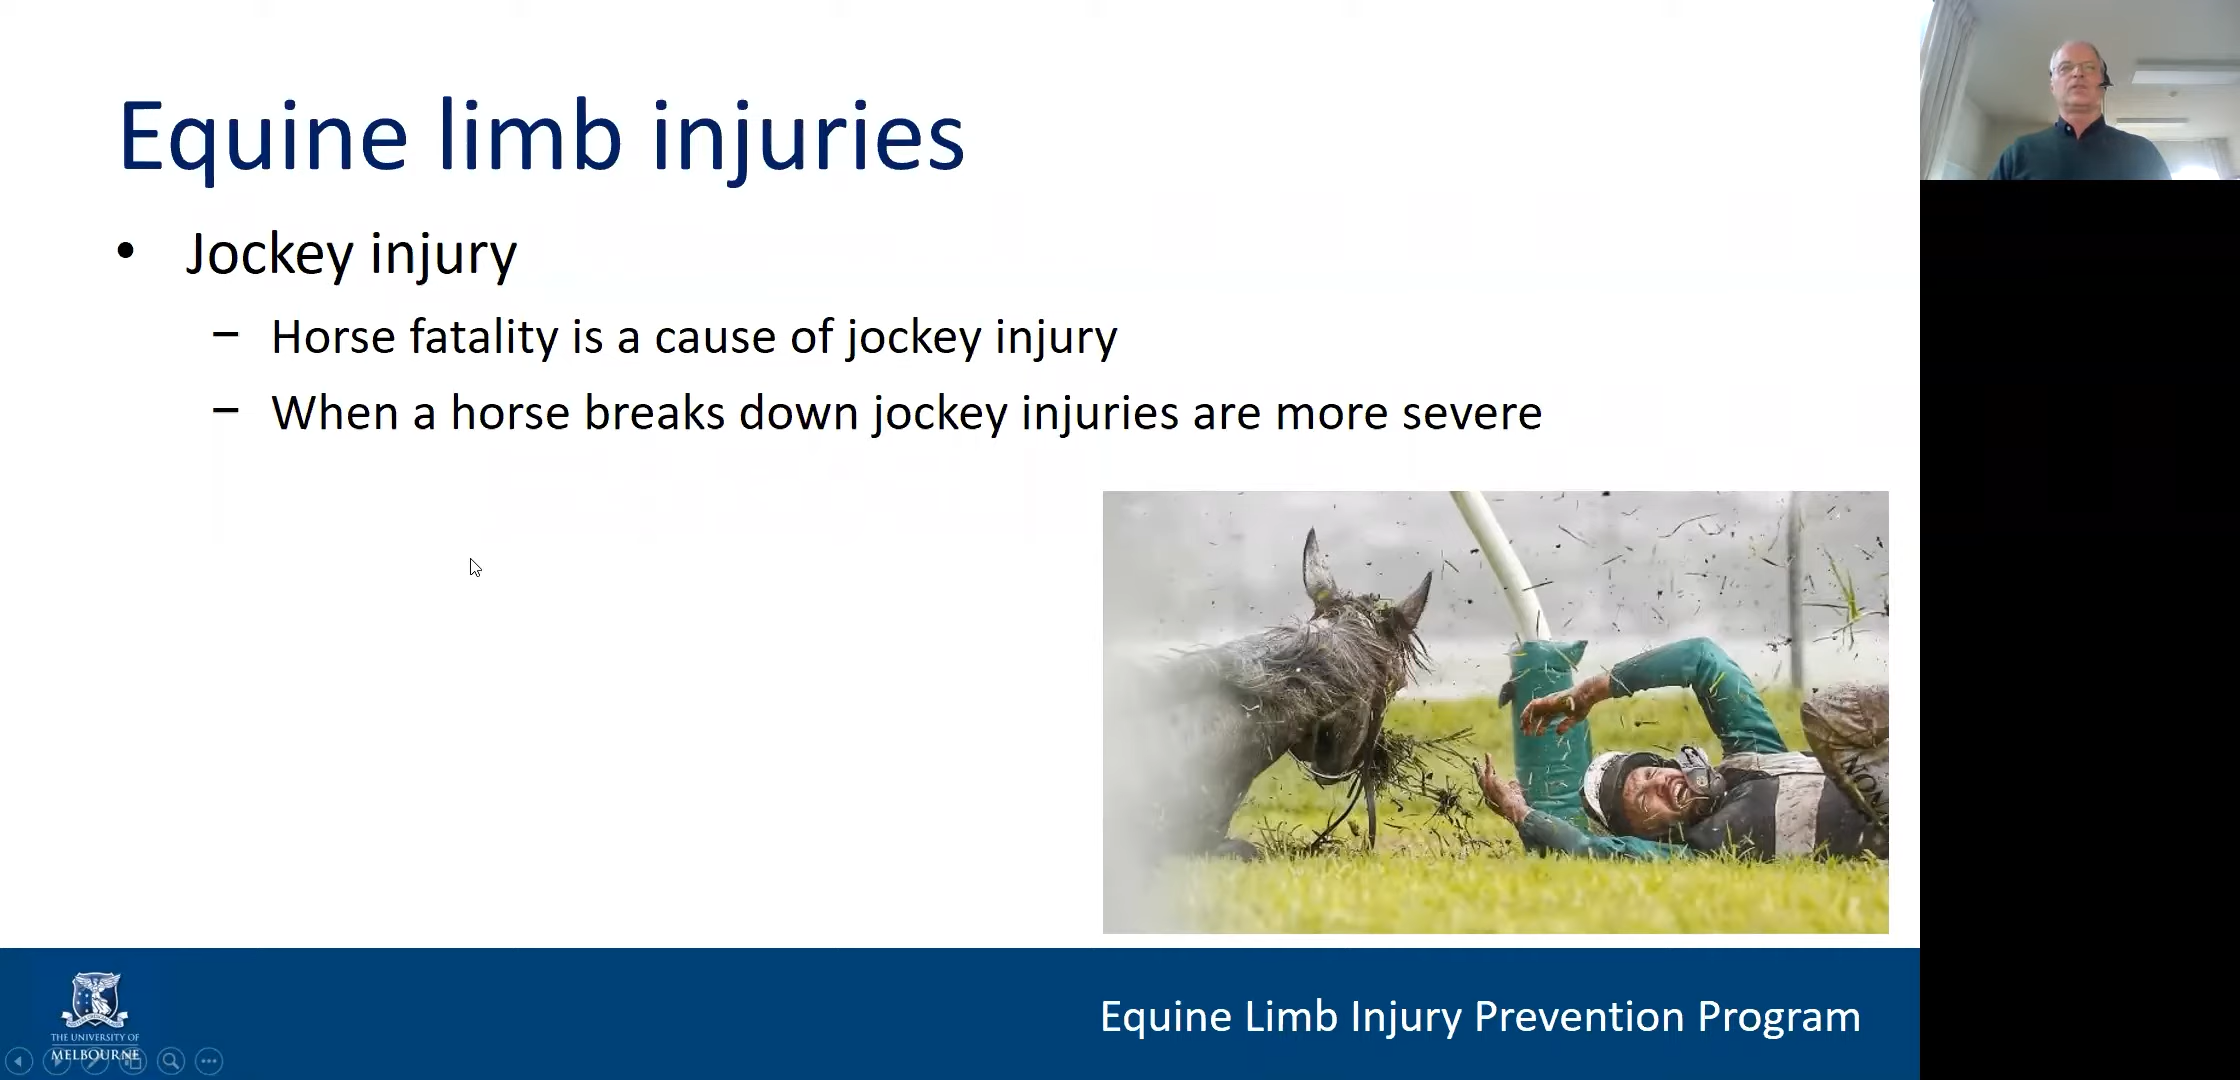 Equine limb injuries
• Jockey injury
– Horse fatality is a cause of jockey injury
– When a horse breaks down jockey injuries are more severe
THE UNIVERSITY OF
MELBOURNE
Equine Limb Injury Prevention Program